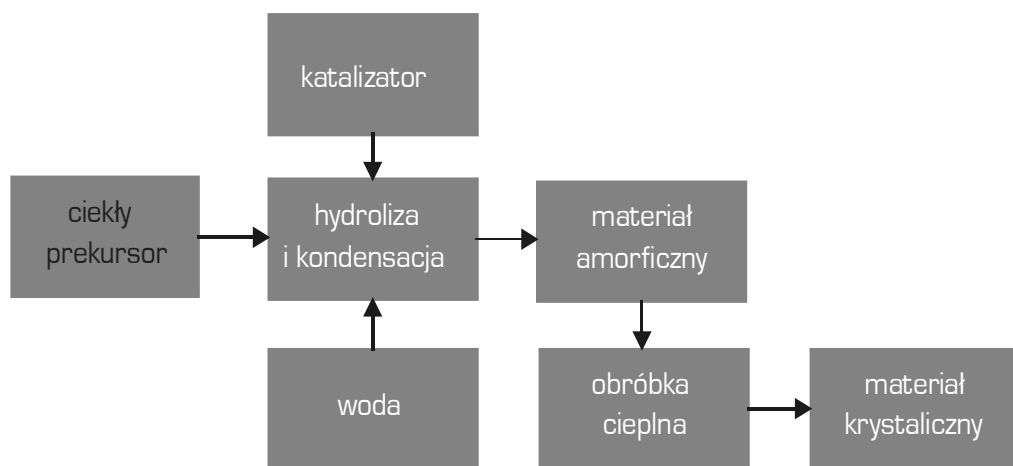 katalizator
ciekły
prekursor
hydroliza
i kondensacja
materiał
amorficzny
woda
obróbka
cieplna
materiał
krystaliczny